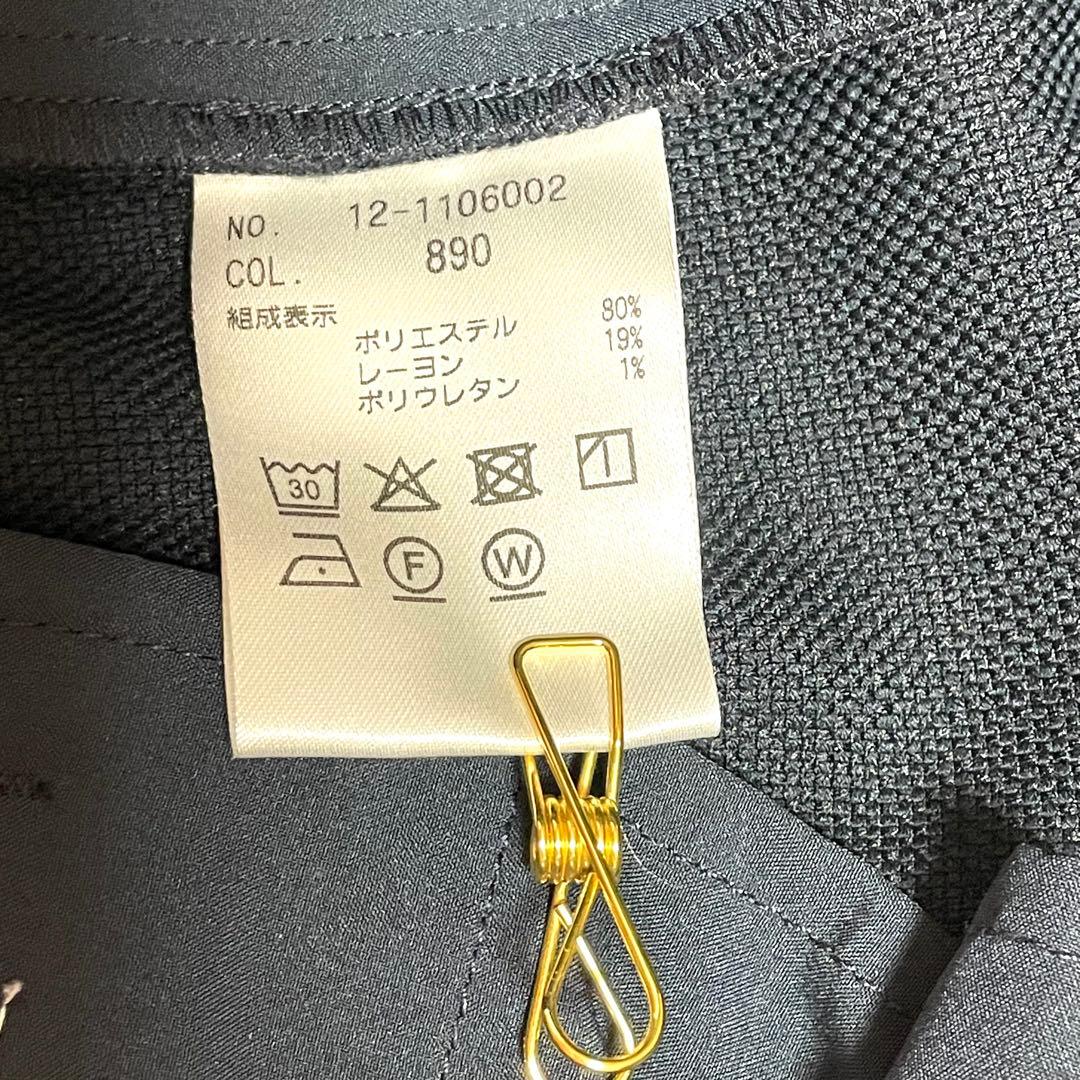 NO. 12-1106002
COL. 890
組成表示
ポリエステル 80%
レーヨン 19%
ポリウレタン 1%
30
F W